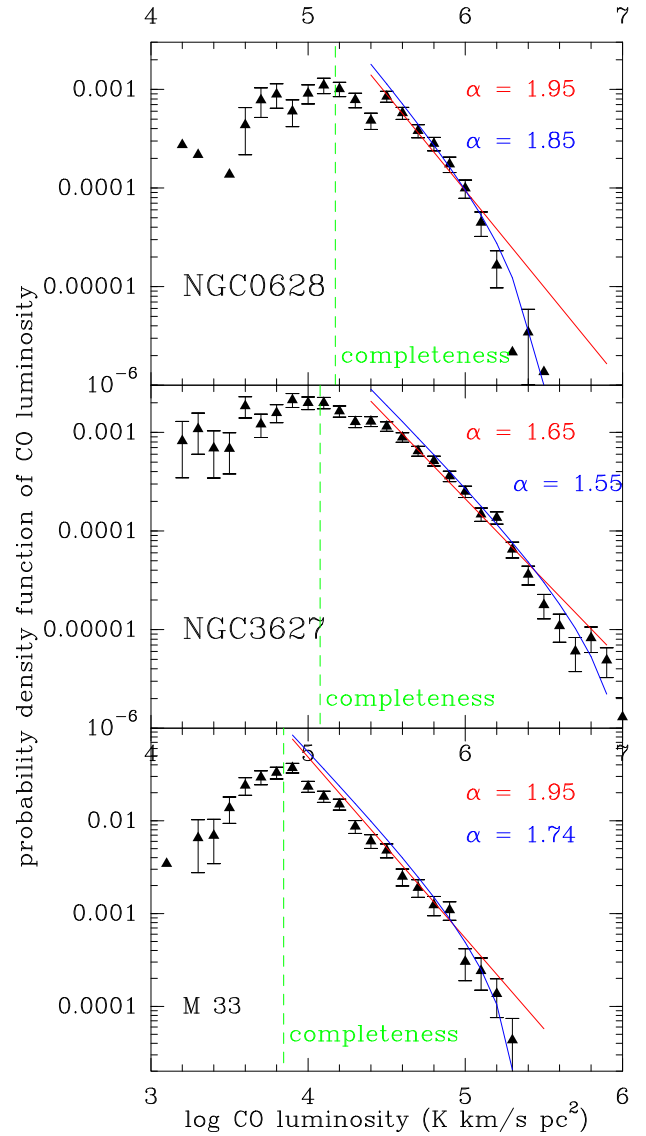 4 5 6 7
0.001
0.0001
0.00001
10^-6
α = 1.95
α = 1.85
NGC0628
completeness
0.001
0.0001
0.00001
10^-6
α = 1.65
α = 1.55
NGC3627
completeness
4 5 6 7
0.01
0.001
0.0001
α = 1.95
α = 1.74
M 33
completeness
3 4 5 6
log CO luminosity (K km/s pc²)
probability density function of CO luminosity